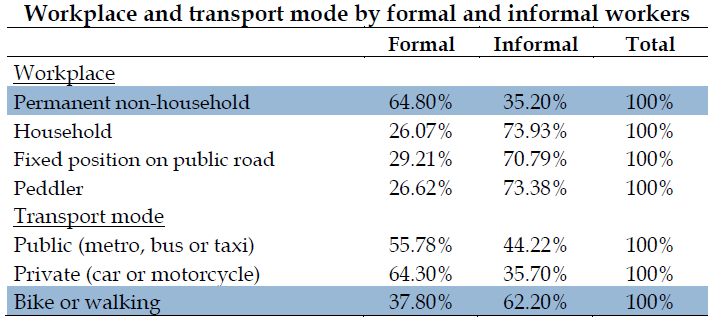 Workplace and transport mode by formal and informal workers
Formal Informal Total
Workplace
Permanent non-household 64.80% 35.20% 100%
Household 26.07% 73.93% 100%
Fixed position on public road 29.21% 70.79% 100%
Peddler 26.62% 73.38% 100%
Transport mode
Public (metro, bus or taxi) 55.78% 44.22% 100%
Private (car or motorcycle) 64.30% 35.70% 100%
Bike or walking 37.80% 62.20% 100%